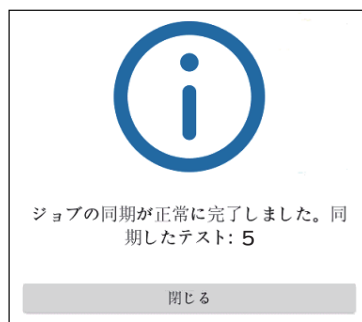 ジョブの同期が正常に完了しました。同
期したテスト: 5
閉じる